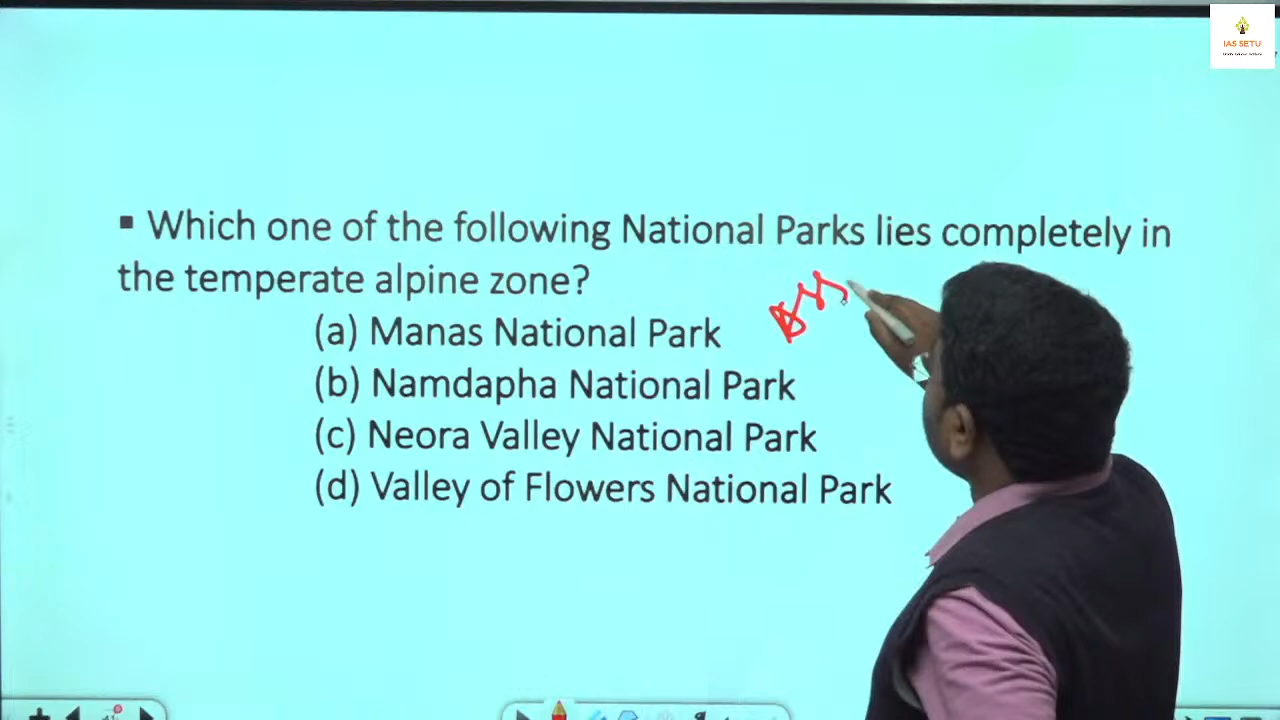 IAS SETU
▪ Which one of the following National Parks lies completely in
the temperate alpine zone?
(a) Manas National Park
(b) Namdapha National Park
(c) Neora Valley National Park
(d) Valley of Flowers National Park